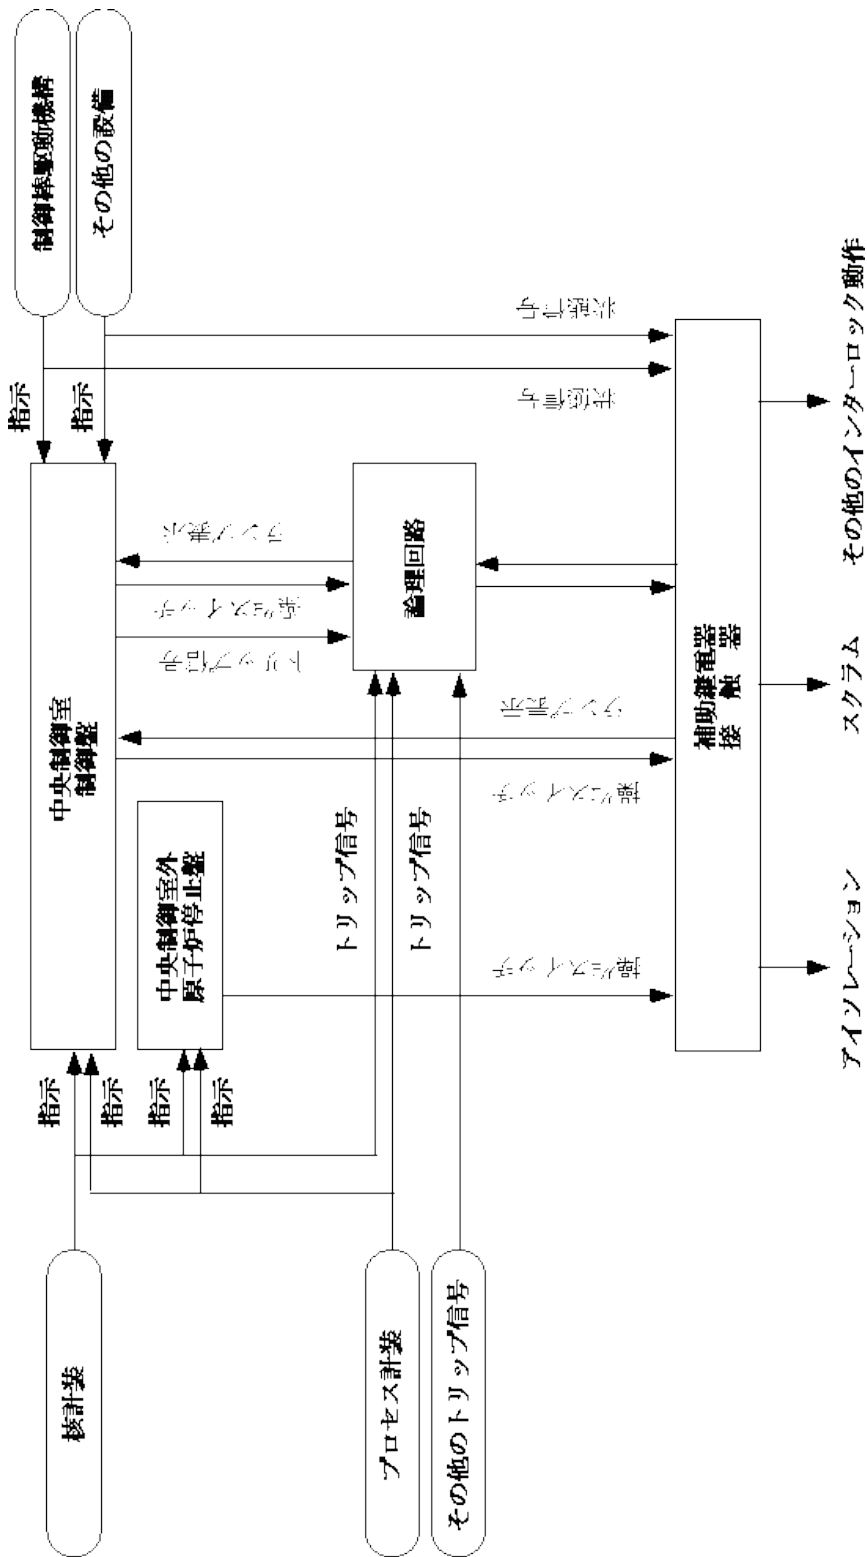 制御棒駆動機構
その他の設備
指示
指示
状態信号
状態信号
中央制御室
制御盤
ランプ表示
操作スイッチ
トリップ信号
論理回路
ランプ表示
操作スイッチ
補助継電器
接触器
その他のインターロック動作
スクラム
アイソレーション
中央制御室外
原子炉停止盤
トリップ信号
トリップ信号
操作スイッチ
指示
指示
指示
指示
核計装
プロセス計装
その他のトリップ信号